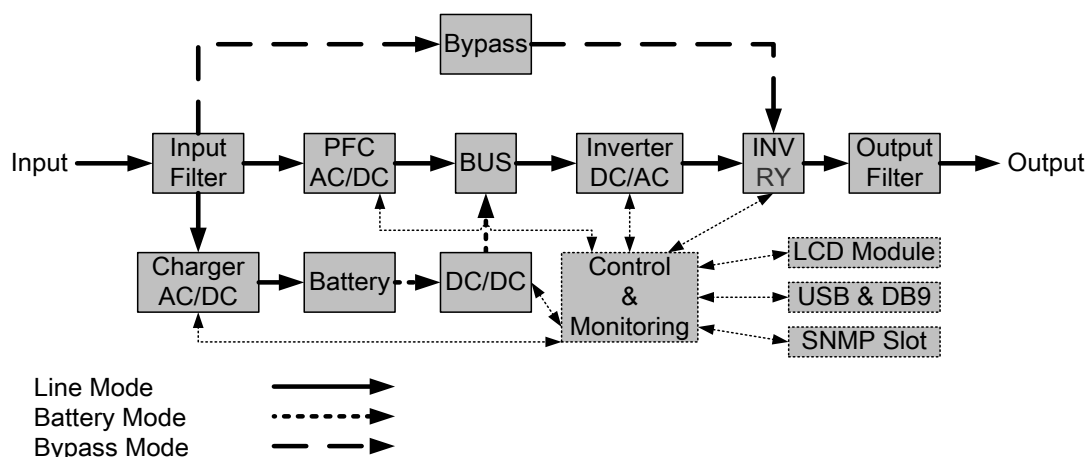 Bypass
Input
Input
Filter
PFC
AC/DC
BUS
Inverter
DC/AC
INV
RY
Output
Filter
Output
Charger
AC/DC
Battery
DC/DC
Control
&
Monitoring
LCD Module
USB & DB9
SNMP Slot
Line Mode
Battery Mode
Bypass Mode